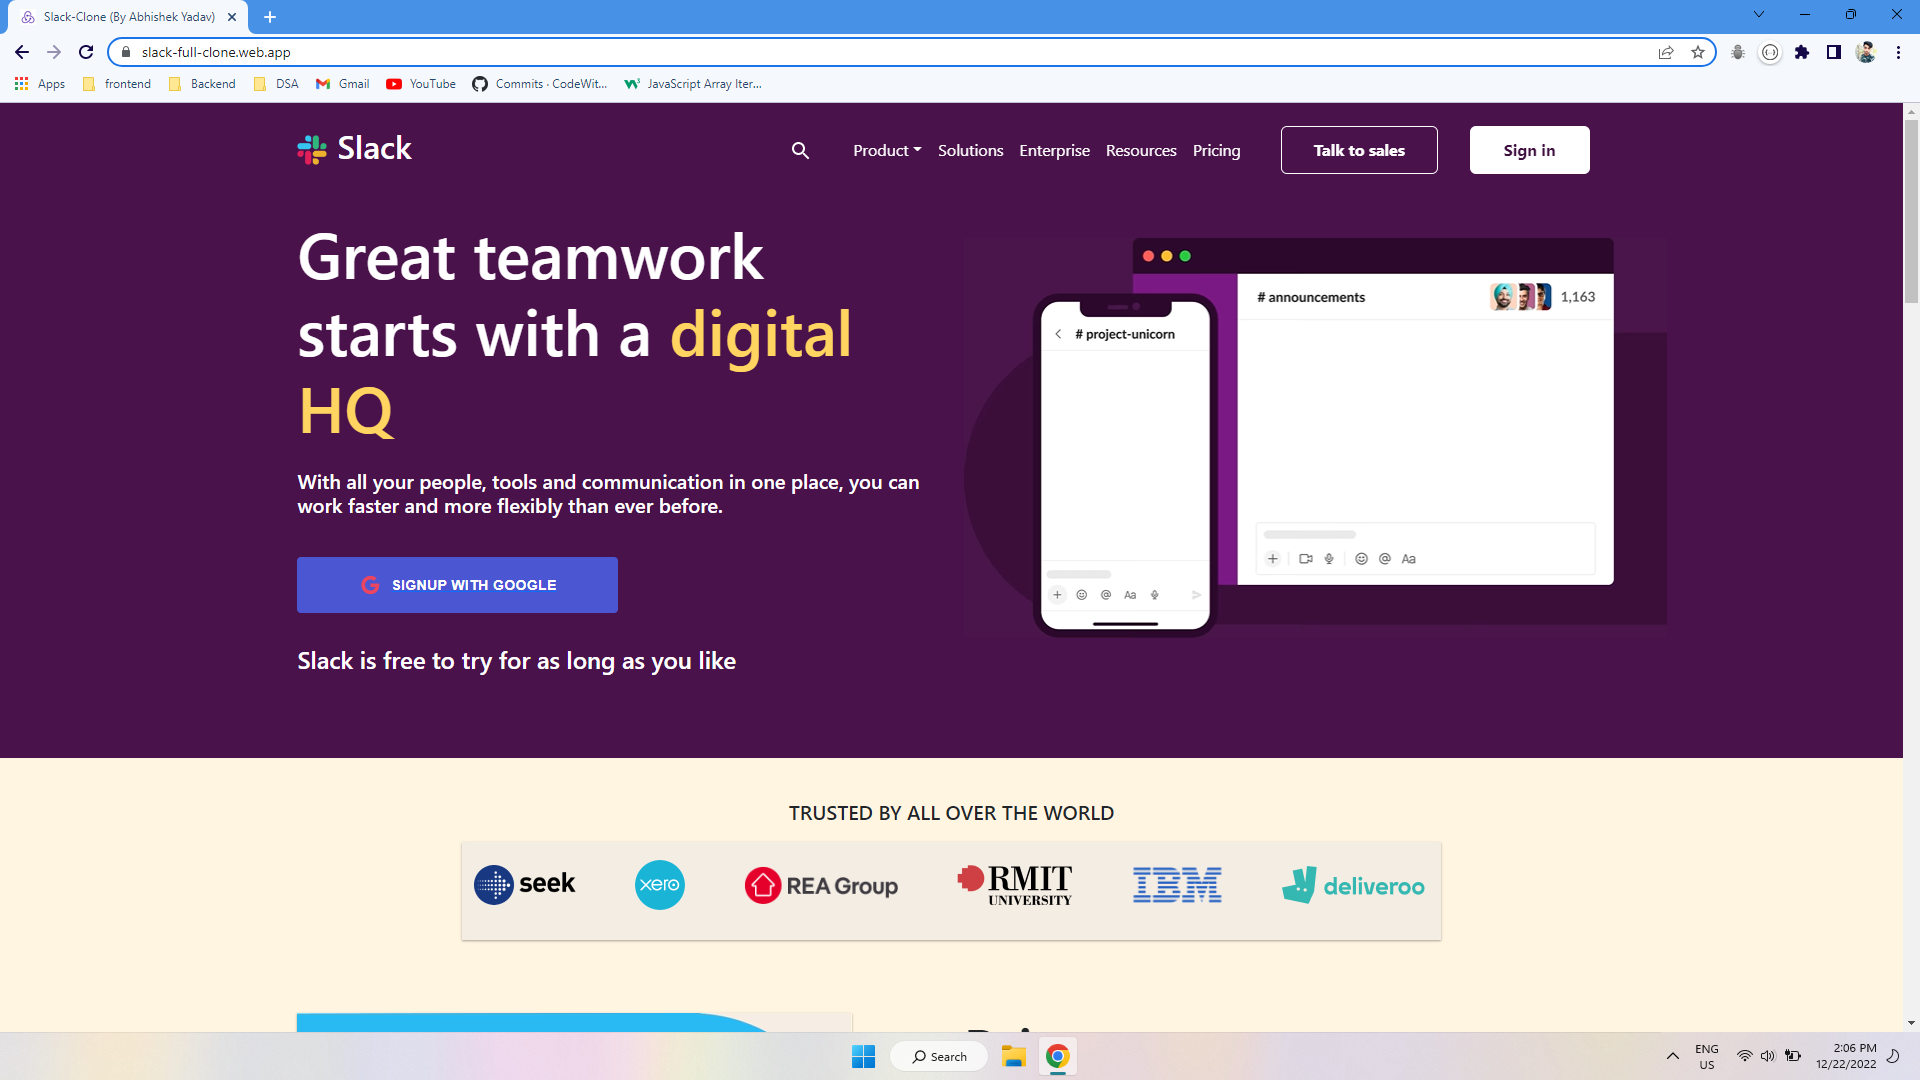 Slack-Clone (By Abhishek Yadav)
slack-full-clone.web.app
Apps frontend Backend DSA Gmail YouTube Commits · CodeWit... JavaScript Array Iter...
Slack
Product Solutions Enterprise Resources Pricing Talk to sales Sign in
Great teamwork
starts with a digital
HQ
With all your people, tools and communication in one place, you can
work faster and more flexibly than ever before.
SIGNUP WITH GOOGLE
Slack is free to try for as long as you like
# announcements 1,163
# project-unicorn
@ Aa
@ Aa
TRUSTED BY ALL OVER THE WORLD
seek xero REA Group RMIT UNIVERSITY IBM deliveroo
Search
ENG
US
2:06 PM
12/22/2022